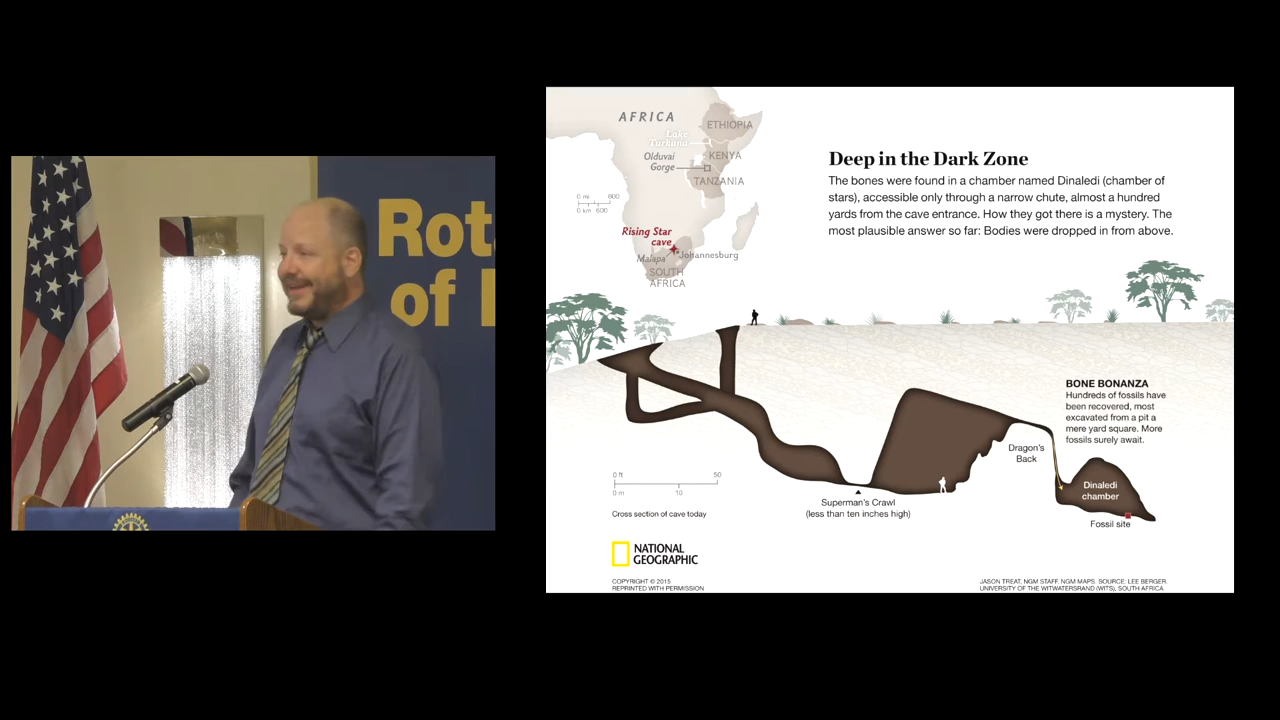 Rot
of
AFRICA
ETHIOPIA
Lake
Turkana
KENYA
Olduvai
Gorge
TANZANIA
0 mi 600
0 km 600
Rising Star
cave
Malapa
Johannesburg
SOUTH
AFRICA
Deep in the Dark Zone
The bones were found in a chamber named Dinaledi (chamber of
stars), accessible only through a narrow chute, almost a hundred
yards from the cave entrance. How they got there is a mystery. The
most plausible answer so far: Bodies were dropped in from above.
BONE BONANZA
Hundreds of fossils have
been recovered, most
excavated from a pit a
mere yard square. More
fossils surely await.
Dragon's
Back
Dinaledi
chamber
Fossil site
Superman's Crawl
(less than ten inches high)
0 ft 50
0 m 10
Cross section of cave today
NATIONAL
GEOGRAPHIC
COPYRIGHT © 2015
REPRINTED WITH PERMISSION
JASON TREAT, NGM STAFF. NGM MAPS. SOURCE: LEE BERGER,
UNIVERSITY OF THE WITWATERSRAND (WITS), SOUTH AFRICA.